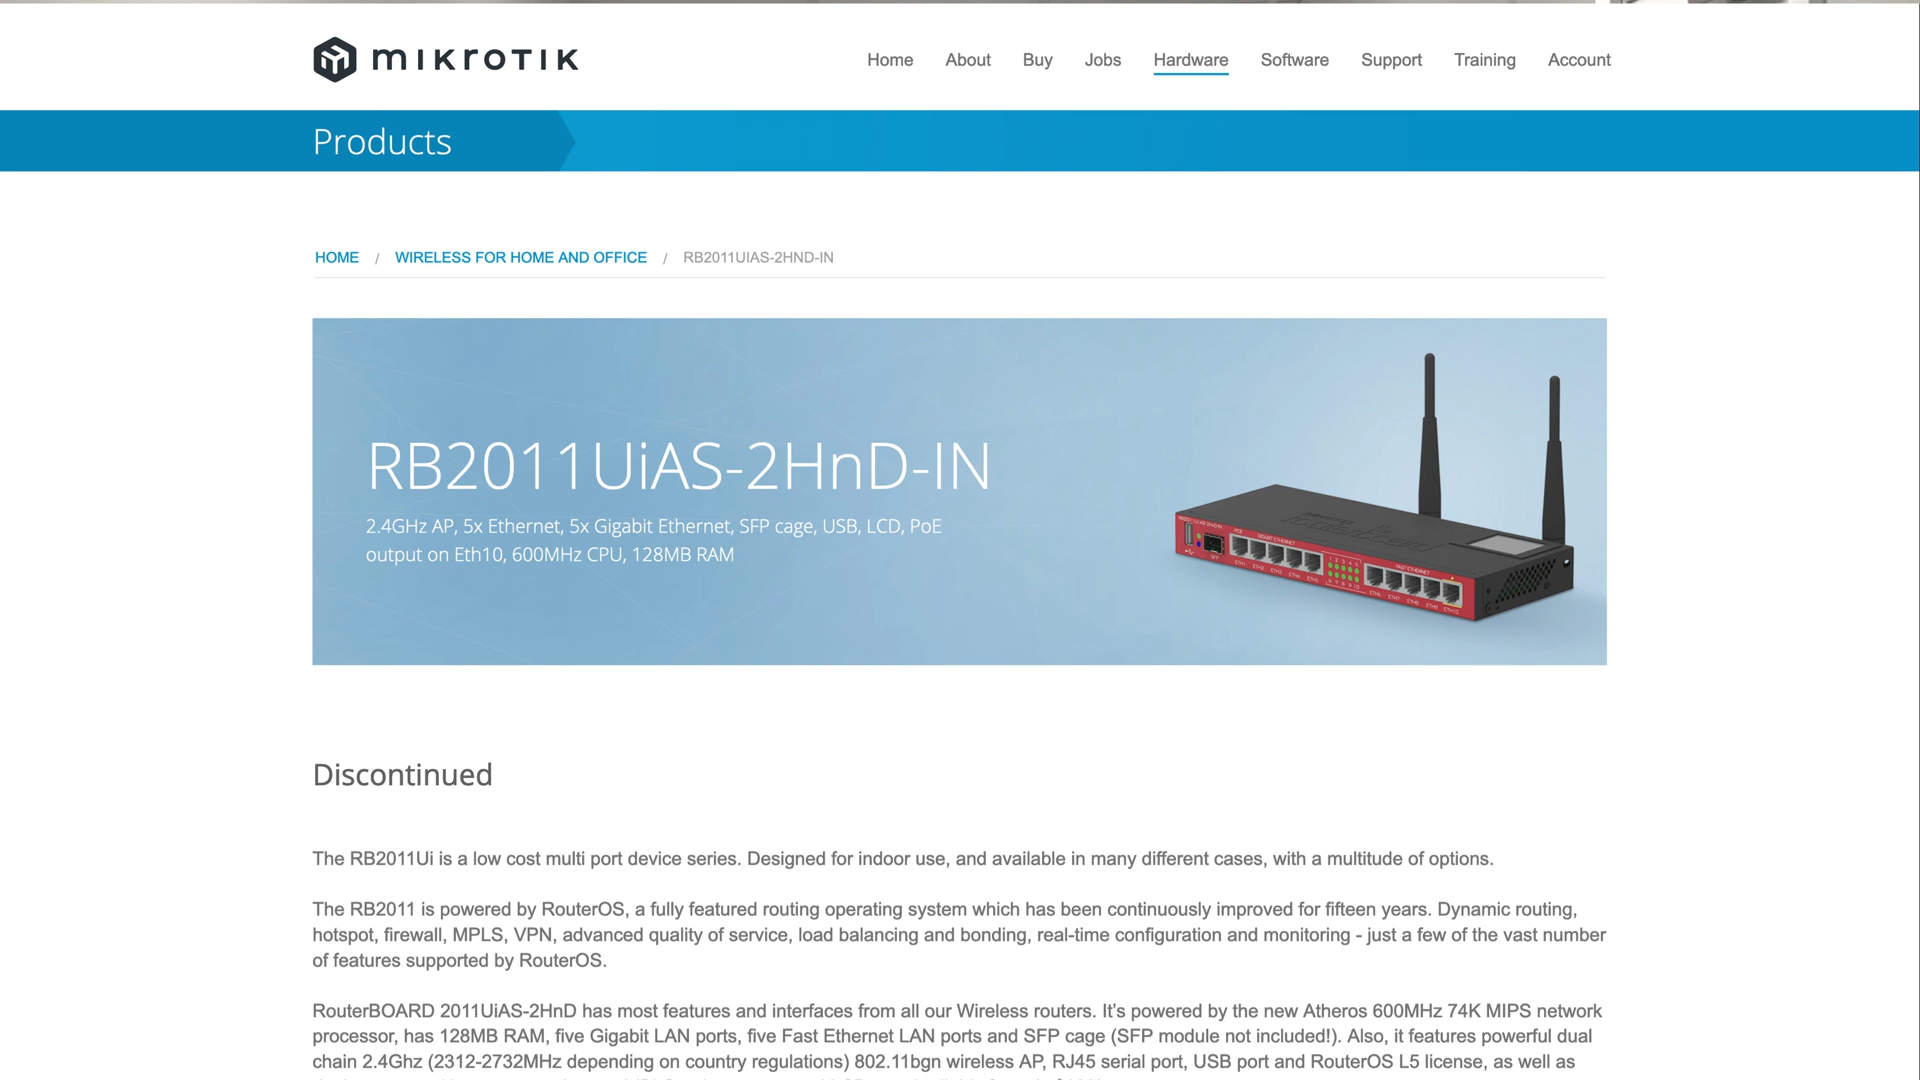 mikrotik
Home About Buy Jobs Hardware Software Support Training Account
Products
HOME / WIRELESS FOR HOME AND OFFICE / RB2011UIAS-2HND-IN
RB2011UiAS-2HnD-IN
2.4GHz AP, 5x Ethernet, 5x Gigabit Ethernet, SFP cage, USB, LCD, PoE
output on Eth10, 600MHz CPU, 128MB RAM
Discontinued
The RB2011Ui is a low cost multi port device series. Designed for indoor use, and available in many different cases, with a multitude of options.
The RB2011 is powered by RouterOS, a fully featured routing operating system which has been continuously improved for fifteen years. Dynamic routing,
hotspot, firewall, MPLS, VPN, advanced quality of service, load balancing and bonding, real-time configuration and monitoring - just a few of the vast number
of features supported by RouterOS.
RouterBOARD 2011UiAS-2HnD has most features and interfaces from all our Wireless routers. It’s powered by the new Atheros 600MHz 74K MIPS network
processor, has 128MB RAM, five Gigabit LAN ports, five Fast Ethernet LAN ports and SFP cage (SFP module not included!). Also, it features powerful dual
chain 2.4Ghz (2312-2732MHz depending on country regulations) 802.11bgn wireless AP, RJ45 serial port, USB port and RouterOS L5 license, as well as